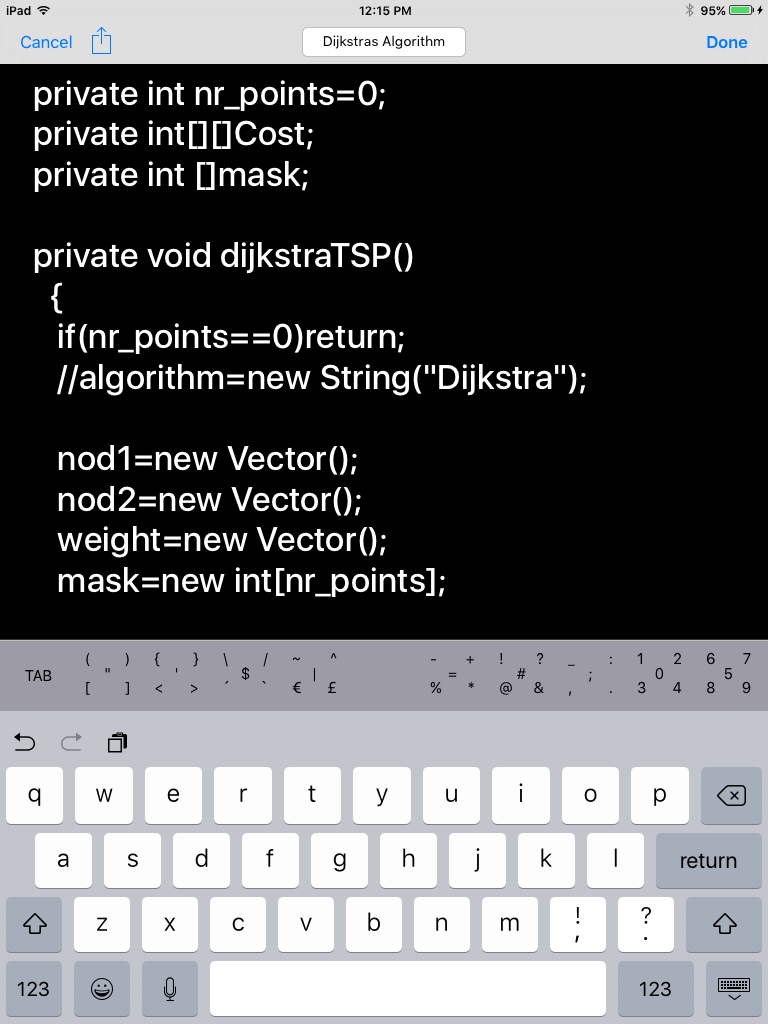 iPad 12:15 PM 95%
Cancel Dijkstras Algorithm Done
private int nr_points=0;
private int[][]Cost;
private int []mask;
private void dijkstraTSP()
{
if(nr_points==0)return;
//algorithm=new String("Dijkstra");
nod1=new Vector();
nod2=new Vector();
weight=new Vector();
mask=new int[nr_points];
( ) { } \ / ~ ^ - + ! ? _ : 1 2 6 7
TAB " ' $ | = # ; 0 5
[ ] < > ´ ` € £ % * @ & , . 3 4 8 9
q w e r t y u i o p
a s d f g h j k l return
z x c v b n m ! , ? .
123 123